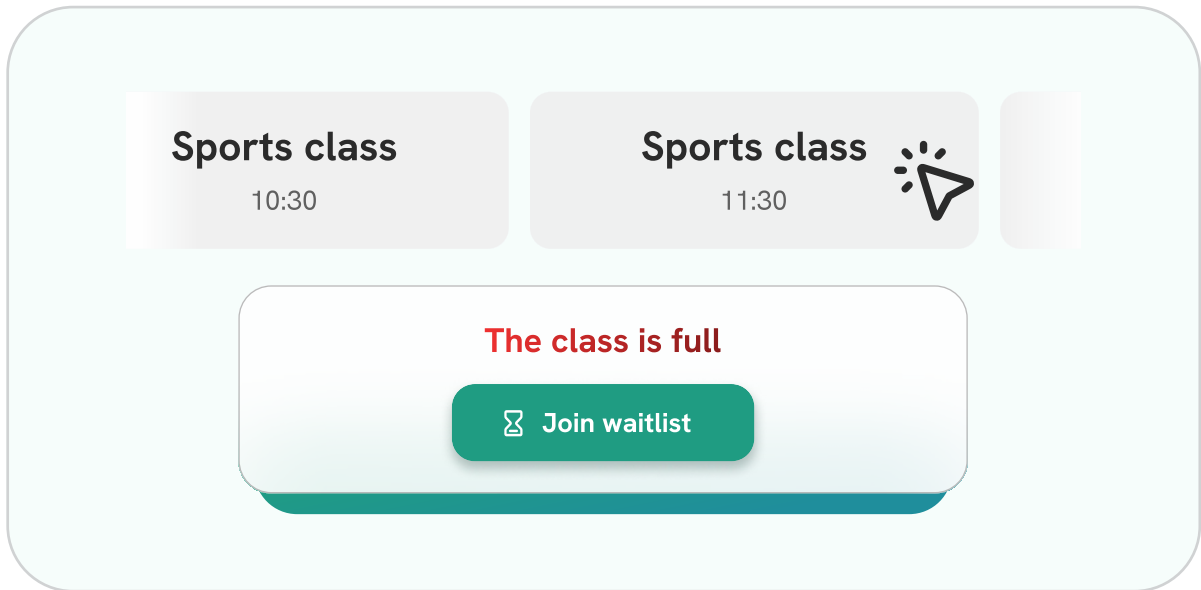 Sports class
10:30
Sports class
11:30
The class is full
Join waitlist